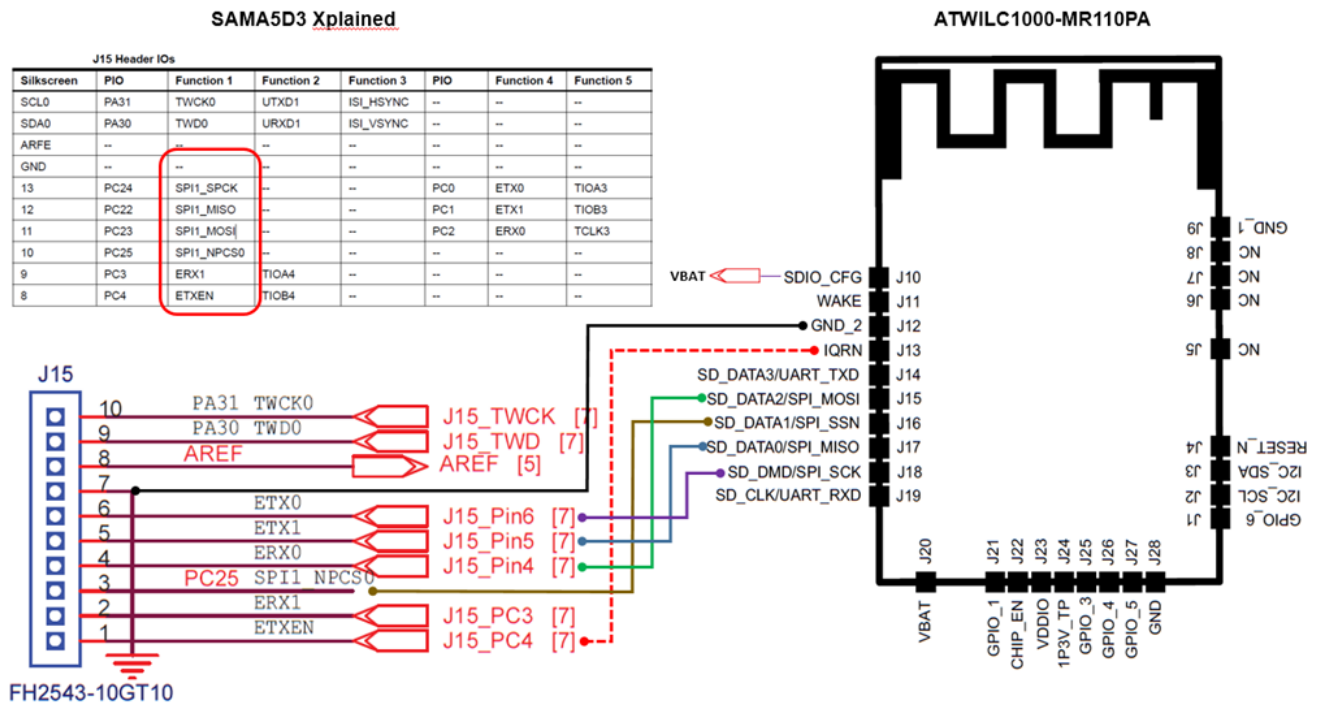 SAMA5D3 Xplained
ATWILC1000-MR110PA
J15 Header IOs
Silkscreen PIO Function 1 Function 2 Function 3 PIO Function 4 Function 5
SCL0 PA31 TWCK0 UTXD1 ISI_HSYNC -- -- --
SDA0 PA30 TWD0 URXD1 ISI_VSYNC -- -- --
ARFE -- -- -- -- -- -- --
GND -- -- -- -- -- -- --
13 PC24 SPI1_SPCK -- -- PC0 ETX0 TIOA3
12 PC22 SPI1_MISO -- -- PC1 ETX1 TIOB3
11 PC23 SPI1_MOSI -- -- PC2 ERX0 TCLK3
10 PC25 SPI1_NPCS0 -- -- -- -- --
9 PC3 ERX1 TIOA4 -- -- -- --
8 PC4 ETXEN TIOB4 -- -- -- --
VBAT SDIO_CFG J10
WAKE J11
GND_2 J12
IQRN J13
SD_DATA3/UART_TXD J14
SD_DATA2/SPI_MOSI J15
SD_DATA1/SPI_SSN J16
SD_DATA0/SPI_MISO J17
SD_DMD/SPI_SCK J18
SD_CLK/UART_RXD J19
J9 GND_1
J8 NC
J7 NC
J6 NC
J5 NC
J4 RESET_N
J3 I2C_SDA
J2 I2C_SCL
J1 GPIO_6
J20 VBAT
J21 GPIO_1
J22 CHIP_EN
J23 VDDIO
J24 1P3V_TP
J25 GPIO_3
J26 GPIO_4
J27 GPIO_5
J28 GND
J15
10 PA31 TWCK0 J15_TWCK [7]
9 PA30 TWD0 J15_TWD [7]
8 AREF AREF [5]
7
6 ETX0 J15_Pin6 [7]
5 ETX1 J15_Pin5 [7]
4 ERX0 J15_Pin4 [7]
3 PC25 SPI1_NPCS0
2 ERX1 J15_PC3 [7]
1 ETXEN J15_PC4 [7]
FH2543-10GT10